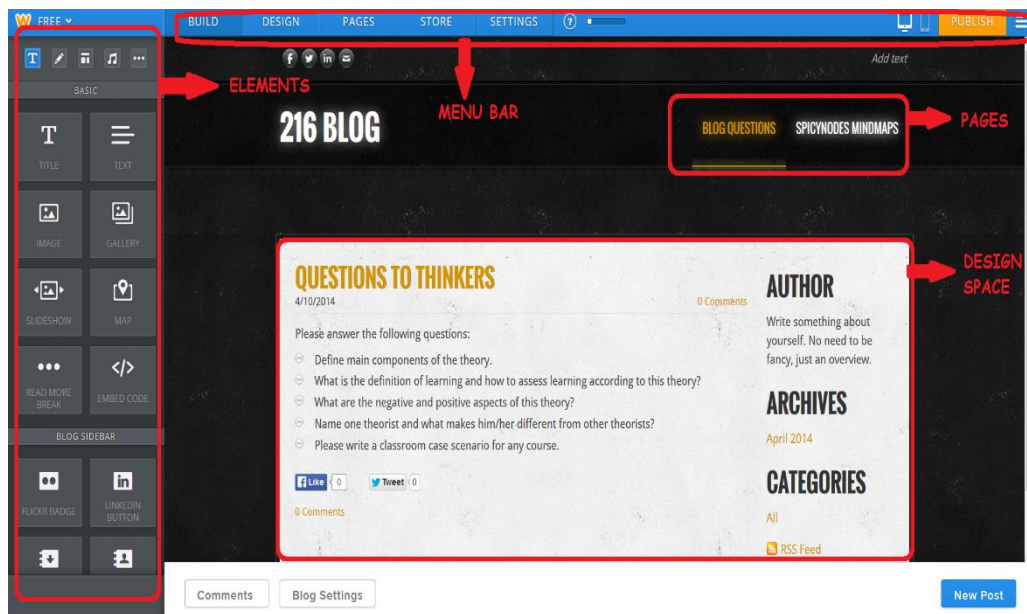 FREE BUILD DESIGN PAGES STORE SETTINGS ? PUBLISH
T
BASIC
ELEMENTS
MENU BAR
PAGES
DESIGN SPACE
T
TITLE
TEXT
IMAGE
GALLERY
SLIDESHOW
MAP
READ MORE
BREAK
</>
EMBED CODE
BLOG SIDEBAR
FLICKR BADGE
in
LINKEDIN
BUTTON
f in
Add text
216 BLOG
BLOG QUESTIONS SPICYNODES MINDMAPS
QUESTIONS TO THINKERS
4/10/2014
0 Comments
Please answer the following questions:
Define main components of the theory.
What is the definition of learning and how to assess learning according to this theory?
What are the negative and positive aspects of this theory?
Name one theorist and what makes him/her different from other theorists?
Please write a classroom case scenario for any course.
f Like 0 Tweet 0
0 Comments
AUTHOR
Write something about
yourself. No need to be
fancy, just an overview.
ARCHIVES
April 2014
CATEGORIES
All
RSS Feed
Comments Blog Settings New Post